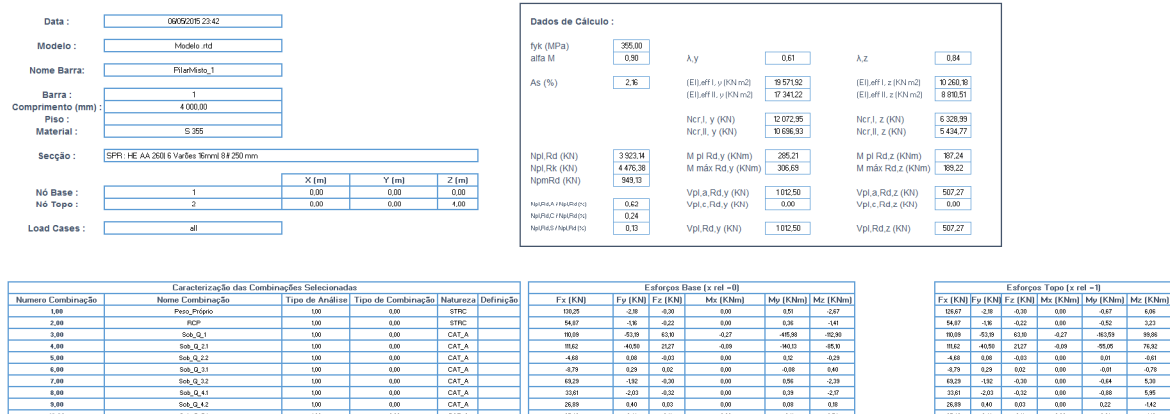 Data : 06/05/2015 23:42
Modelo : Modelo .rtd
Nome Barra: PilarMisto_1
Barra : 1
Comprimento (mm) : 4 000,00
Piso :
Material : S 355
Secção : SPR : HE AA 260| 6 Varões 16mm| 8 # 250 mm
X (m) Y (m) Z (m)
Nó Base : 1 0,00 0,00 0,00
Nó Topo : 2 0,00 0,00 4,00
Load Cases : all
Dados de Cálculo :
fyk (MPa) 355,00
alfa M 0,90 λ,y 0,61 λ,z 0,84
As (%) 2,16 (EI),eff I, y (KN m2) 19 571,92 (EI),eff I, z (KN m2) 10 260,18
(EI),eff II, y (KN m2) 17 341,22 (EI),eff II, z (KN m2) 8 810,51
Ncr,I, y (KN) 12 072,95 Ncr,I, z (KN) 6 328,99
Ncr,II, y (KN) 10 696,93 Ncr,II, z (KN) 5 434,77
Npl,Rd (KN) 3 923,14 M pl Rd,y (KNm) 285,21 M pl Rd,z (KNm) 187,24
Npl,Rk (KN) 4 476,38 M máx Rd,y (KNm) 306,69 M máx Rd,z (KNm) 189,22
NpmRd (KN) 949,13
Vpl,a,Rd,y (KN) 1 012,50 Vpl,a,Rd,z (KN) 507,27
Npl,Rd,A / Npl,Rd (%) 0,62 Vpl,c,Rd,y (KN) 0,00 Vpl,c,Rd,z (KN) 0,00
Npl,Rd,C / Npl,Rd (%) 0,24
Npl,Rd,S / Npl,Rd (%) 0,13 Vpl,Rd,y (KN) 1 012,50 Vpl,Rd,z (KN) 507,27
Caracterização das Combinações Selecionadas Esforços Base (x rel =0) Esforços Topo (x rel =1)
Numero Combinação Nome Combinação Tipo de Análise Tipo de Combinação Natureza Definição Fx (KN) Fy (KN) Fz (KN) Mx (KNm) My (KNm) Mz (KNm) Fx (KN) Fy (KN) Fz (KN) Mx (KNm) My (KNm) Mz (KNm)
1,00 Peso_Próprio 1,00 0,00 STRC 130,25 -2,18 -0,30 0,00 0,51 -2,67 126,67 -2,18 -0,30 0,00 -0,67 6,06
2,00 RCP 1,00 0,00 STRC 54,07 -1,16 -0,22 0,00 0,36 -1,41 54,07 -1,16 -0,22 0,00 -0,52 3,23
3,00 Sob_Q_1 1,00 0,00 CAT_A 110,09 -53,19 63,10 -0,27 -415,98 -112,90 110,09 -53,19 63,10 -0,27 -163,59 99,86
4,00 Sob_Q_2.1 1,00 0,00 CAT_A 111,62 -40,50 21,27 -0,09 -140,13 -85,10 111,62 -40,50 21,27 -0,09 -55,05 76,92
5,00 Sob_Q_2.2 1,00 0,00 CAT_A -4,68 0,08 -0,03 0,00 0,12 -0,29 -4,68 0,08 -0,03 0,00 0,01 -0,61
6,00 Sob_Q_3.1 1,00 0,00 CAT_A -8,79 0,29 0,02 0,00 -0,08 0,40 -8,79 0,29 0,02 0,00 -0,01 -0,78
7,00 Sob_Q_3.2 1,00 0,00 CAT_A 69,29 -1,92 -0,30 0,00 0,56 -2,39 69,29 -1,92 -0,30 0,00 -0,64 5,30
8,00 Sob_Q_4.1 1,00 0,00 CAT_A 33,61 -2,03 -0,32 0,00 0,39 -2,17 33,61 -2,03 -0,32 0,00 -0,88 5,95
9,00 Sob_Q_4.2 1,00 0,00 CAT_A 26,89 0,40 0,03 0,00 0,08 0,18 26,89 0,40 0,03 0,00 0,22 -1,42